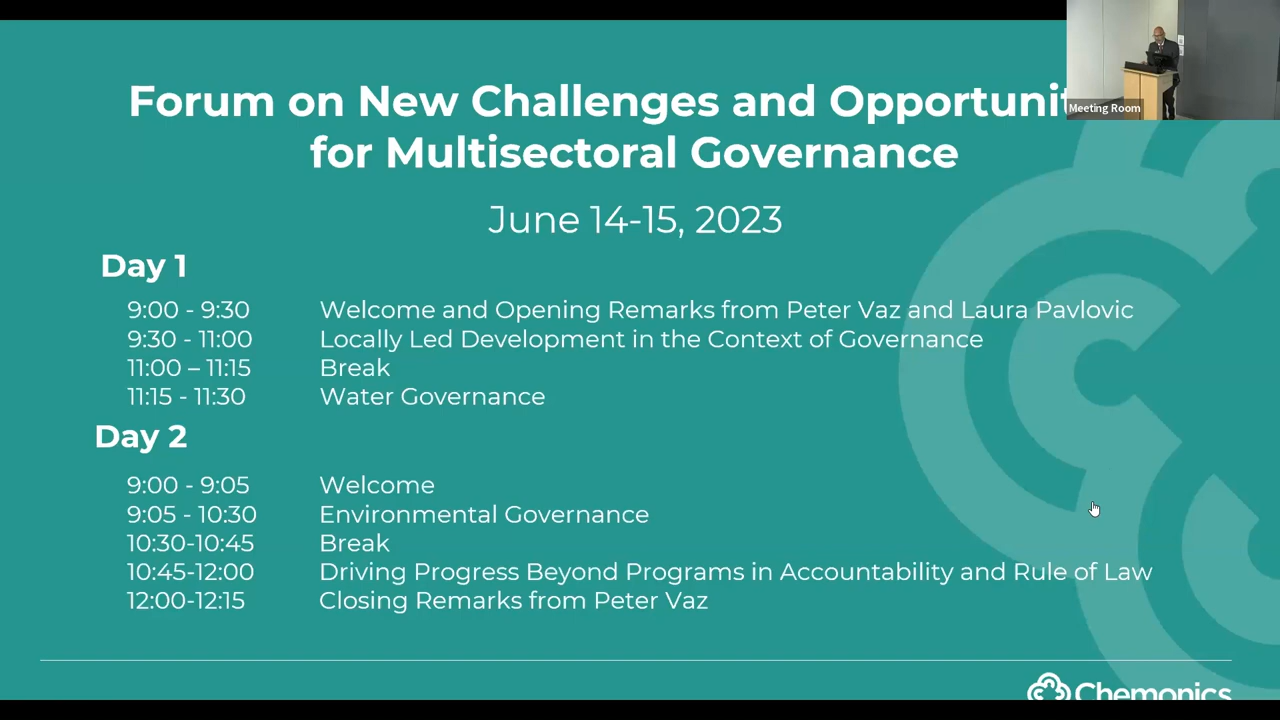 Forum on New Challenges and Opportunit
for Multisectoral Governance
Meeting Room
June 14-15, 2023
Day 1
9:00 - 9:30 Welcome and Opening Remarks from Peter Vaz and Laura Pavlovic
9:30 - 11:00 Locally Led Development in the Context of Governance
11:00 – 11:15 Break
11:15 - 11:30 Water Governance
Day 2
9:00 - 9:05 Welcome
9:05 - 10:30 Environmental Governance
10:30-10:45 Break
10:45-12:00 Driving Progress Beyond Programs in Accountability and Rule of Law
12:00-12:15 Closing Remarks from Peter Vaz
Chemonics